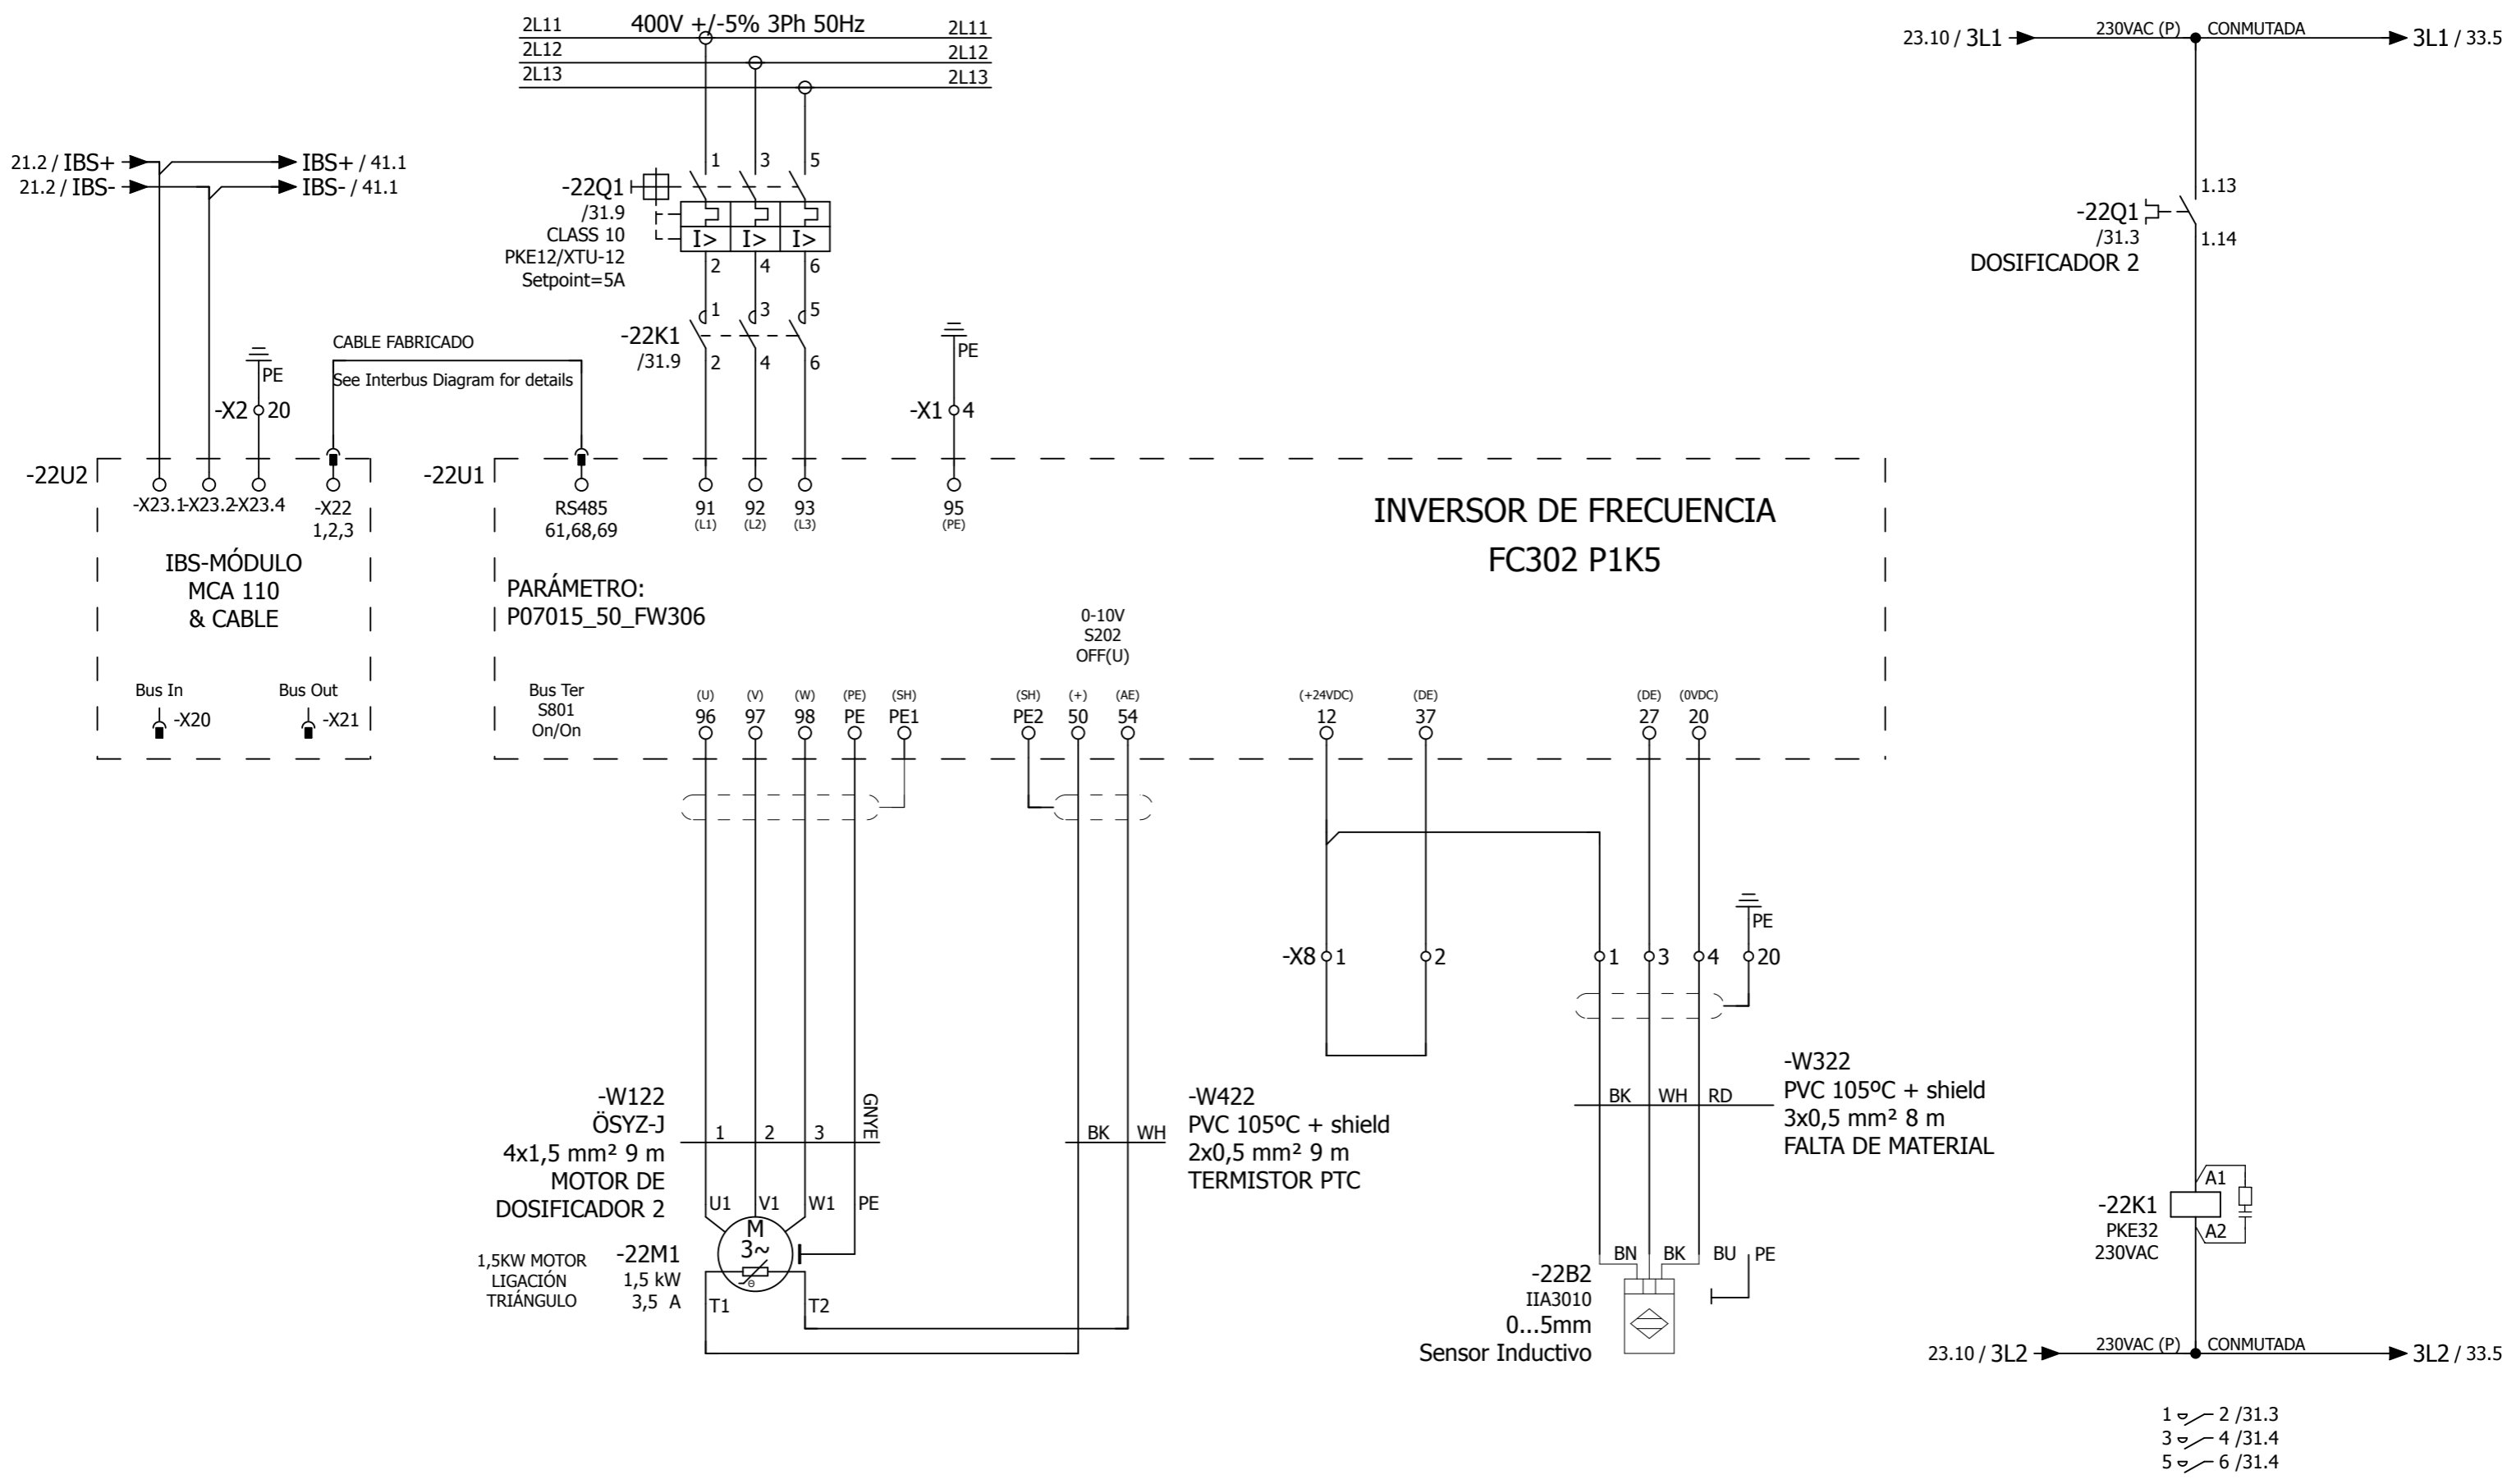 2L11 400V +/-5% 3Ph 50Hz 2L11
2L12 2L12
2L13 2L13
23.10 / 3L1 230VAC (P) CONMUTADA 3L1 / 33.5
21.2 / IBS+ IBS+ / 41.1
21.2 / IBS- IBS- / 41.1
1 3 5
-22Q1
/31.9
CLASS 10
PKE12/XTU-12
Setpoint=5A
I> I> I>
2 4 6
1.13
-22Q1
/31.3
1.14
DOSIFICADOR 2
1 3 5
-22K1
/31.9
2 4 6
CABLE FABRICADO
See Interbus Diagram for details
PE
-X2 20
PE
-X1 4
-22U2
-X23.1 -X23.2 -X23.4 -X22
1,2,3
IBS-MÓDULO
MCA 110
& CABLE
Bus In
-X20
Bus Out
-X21
-22U1
RS485
61,68,69
91 92 93 95
(L1) (L2) (L3) (PE)
INVERSOR DE FRECUENCIA
FC302 P1K5
PARÁMETRO:
P07015_50_FW306
0-10V
S202
OFF(U)
Bus Ter
S801
On/On
(U) (V) (W) (PE) (SH) (SH) (+) (AE) (+24VDC) (DE) (DE) (0VDC)
96 97 98 PE PE1 PE2 50 54 12 37 27 20
PE
-X8 1 2 1 3 4 20
-W122
ÖSYZ-J
4x1,5 mm² 9 m
MOTOR DE
DOSIFICADOR 2
1 2 3 GNYE
U1 V1 W1 PE
M
3~
θ
1,5KW MOTOR
LIGACIÓN
TRIÁNGULO
-22M1
1,5 kW
3,5 A
T1 T2
BK WH
-W422
PVC 105ºC + shield
2x0,5 mm² 9 m
TERMISTOR PTC
BK WH RD
-W322
PVC 105ºC + shield
3x0,5 mm² 8 m
FALTA DE MATERIAL
BN BK BU PE
-22B2
IIA3010
0...5mm
Sensor Inductivo
A1
-22K1
PKE32
230VAC
A2
23.10 / 3L2 230VAC (P) CONMUTADA 3L2 / 33.5
1 2 /31.3
3 4 /31.4
5 6 /31.4